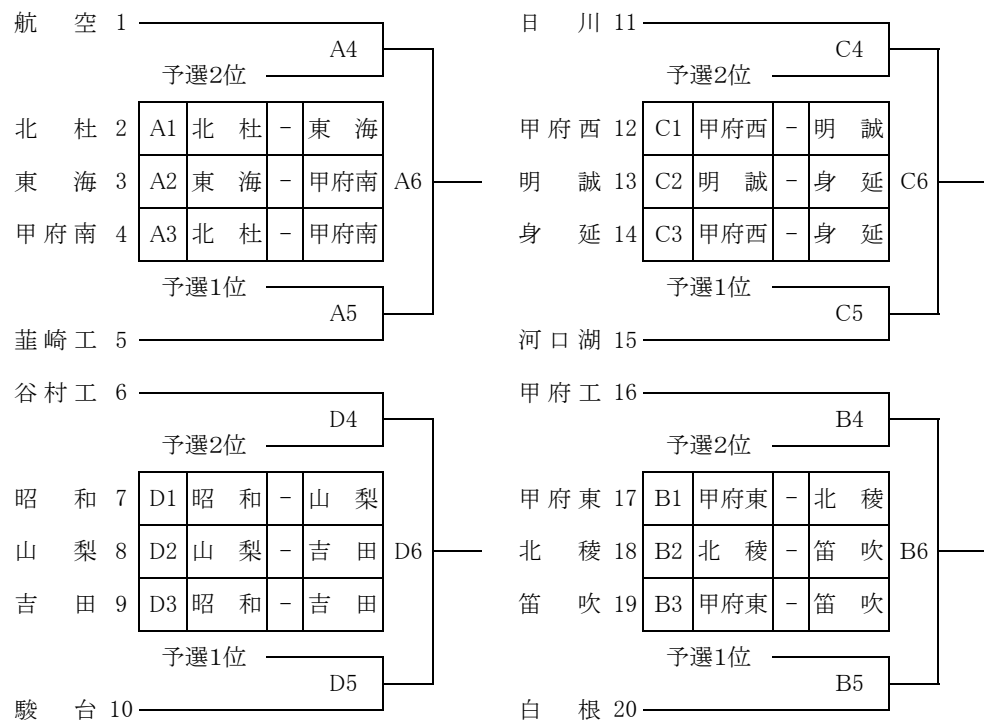 航　空 1
A4
予選2位
北　杜 2 A1 北　杜 - 東　海
東　海 3 A2 東　海 - 甲府南 A6
甲府南 4 A3 北　杜 - 甲府南
予選1位
A5
韮崎工 5
谷村工 6
D4
予選2位
昭　和 7 D1 昭　和 - 山　梨
山　梨 8 D2 山　梨 - 吉　田 D6
吉　田 9 D3 昭　和 - 吉　田
予選1位
D5
駿　台 10
日　川 11
C4
予選2位
甲府西 12 C1 甲府西 - 明　誠
明　誠 13 C2 明　誠 - 身　延 C6
身　延 14 C3 甲府西 - 身　延
予選1位
C5
河口湖 15
甲府工 16
B4
予選2位
甲府東 17 B1 甲府東 - 北　稜
北　稜 18 B2 北　稜 - 笛　吹 B6
笛　吹 19 B3 甲府東 - 笛　吹
予選1位
B5
白　根 20